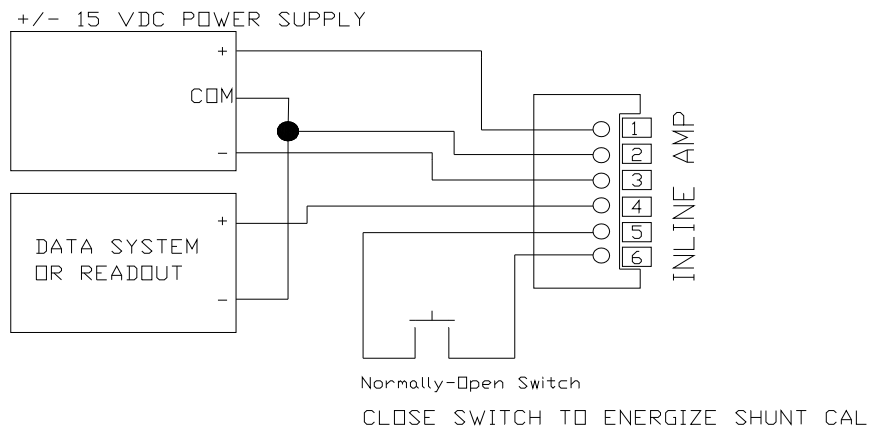 +/- 15 VDC POWER SUPPLY
+
COM
-
+
DATA SYSTEM
OR READOUT
-
1
2
3
4
5
6
INLINE AMP
Normally-Open Switch
CLOSE SWITCH TO ENERGIZE SHUNT CAL